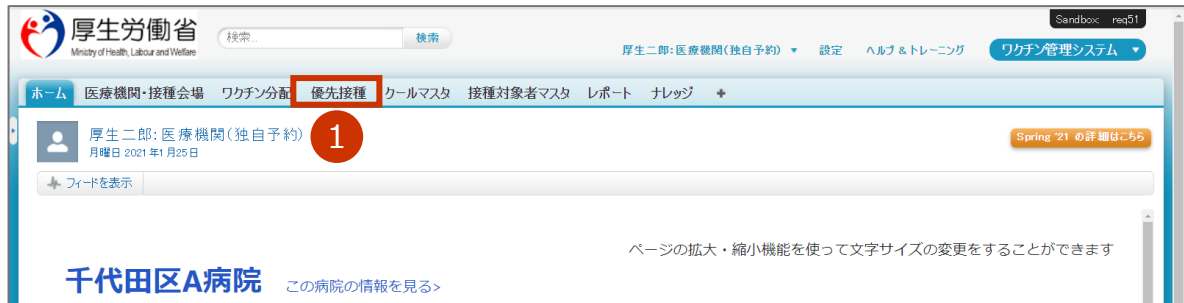 Sandbox: req51
厚生労働省
Ministry of Health, Labour and Welfare
検索...
検索
厚生二郎:医療機関(独自予約) ▼ 設定 ヘルプ & トレーニング ワクチン管理システム ▼
ホーム 医療機関・接種会場 ワクチン分配 優先接種 クールマスタ 接種対象者マスタ レポート ナレッジ +
厚生二郎:医療機関(独自予約)
1
Spring '21 の詳細はこちら
月曜日 2021年1月25日
フィードを表示
ページの拡大・縮小機能を使って文字サイズの変更をすることができます
千代田区A病院 この病院の情報を見る>